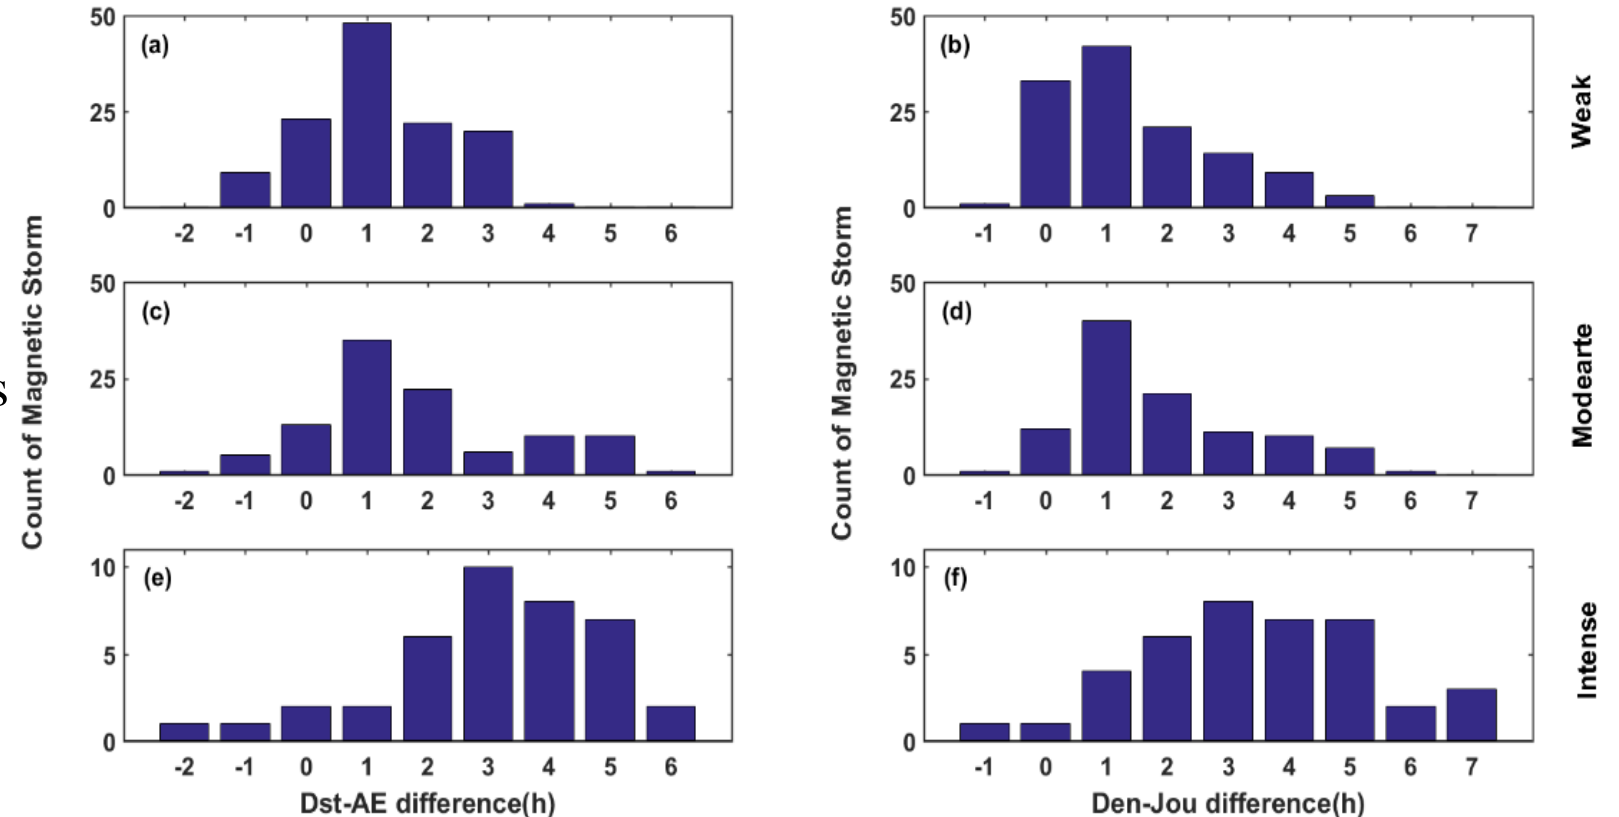 50
(a)
25
0
-2 -1 0 1 2 3 4 5 6
50
(b)
25
0
-1 0 1 2 3 4 5 6 7
Weak
50
(c)
25
0
-2 -1 0 1 2 3 4 5 6
50
(d)
25
0
-1 0 1 2 3 4 5 6 7
Modearte
10
(e)
5
0
-2 -1 0 1 2 3 4 5 6
Dst-AE difference(h)
10
(f)
5
0
-1 0 1 2 3 4 5 6 7
Den-Jou difference(h)
Intense
Count of Magnetic Storm
Count of Magnetic Storm
s